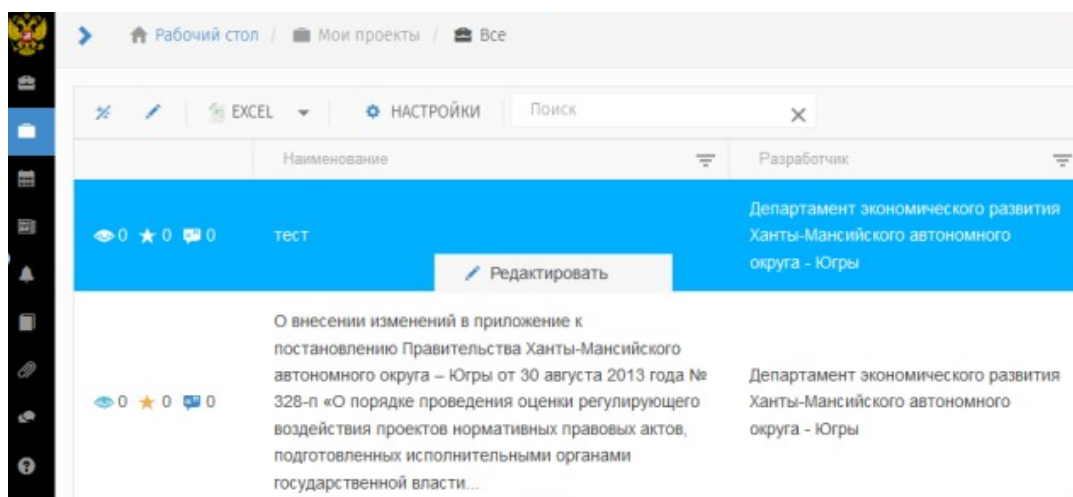 Рабочий стол / Мои проекты / Все
EXCEL НАСТРОЙКИ Поиск
Наименование Разработчик
0 0 0 тест
Департамент экономического развития
Ханты-Мансийского автономного
округа - Югры
Редактировать
О внесении изменений в приложение к
постановлению Правительства Ханты-Мансийского
автономного округа – Югры от 30 августа 2013 года №
328-п «О порядке проведения оценки регулирующего
воздействия проектов нормативных правовых актов,
подготовленных исполнительными органами
государственной власти...
0 0 0
Департамент экономического развития
Ханты-Мансийского автономного
округа - Югры